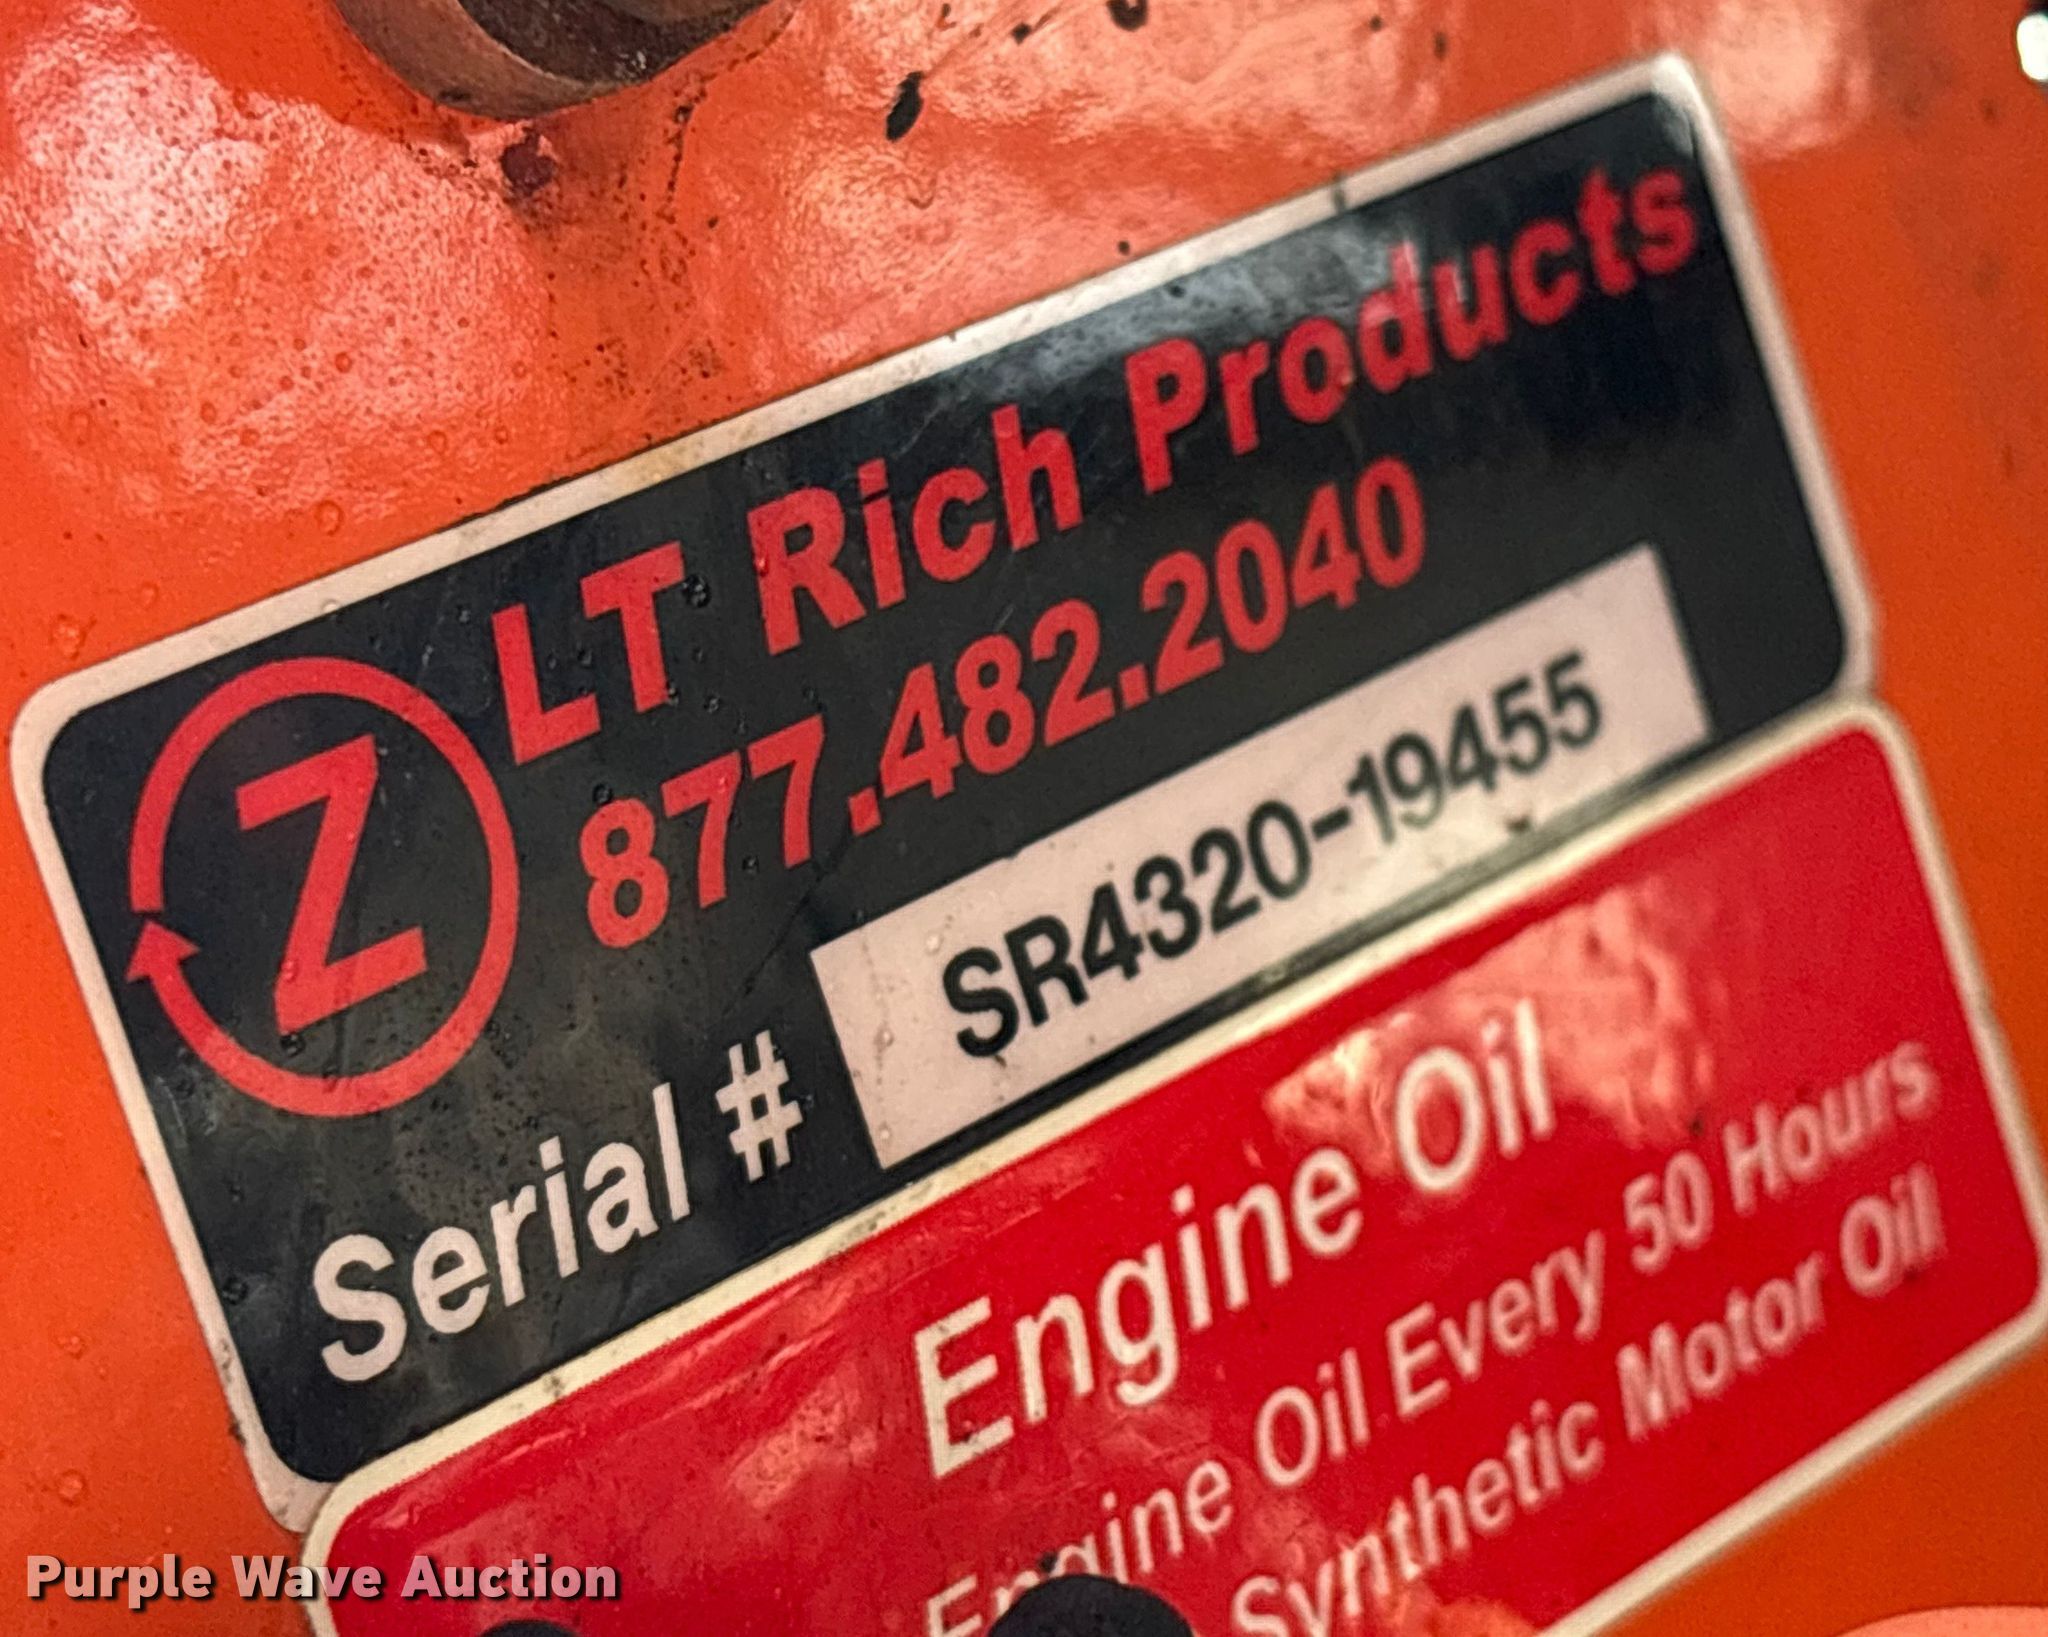 LT Rich Products
Z
877.482.2040
Serial # SR4320-19455
Engine Oil
Engine Oil Every 50 Hours
Synthetic Motor Oil
Purple Wave Auction